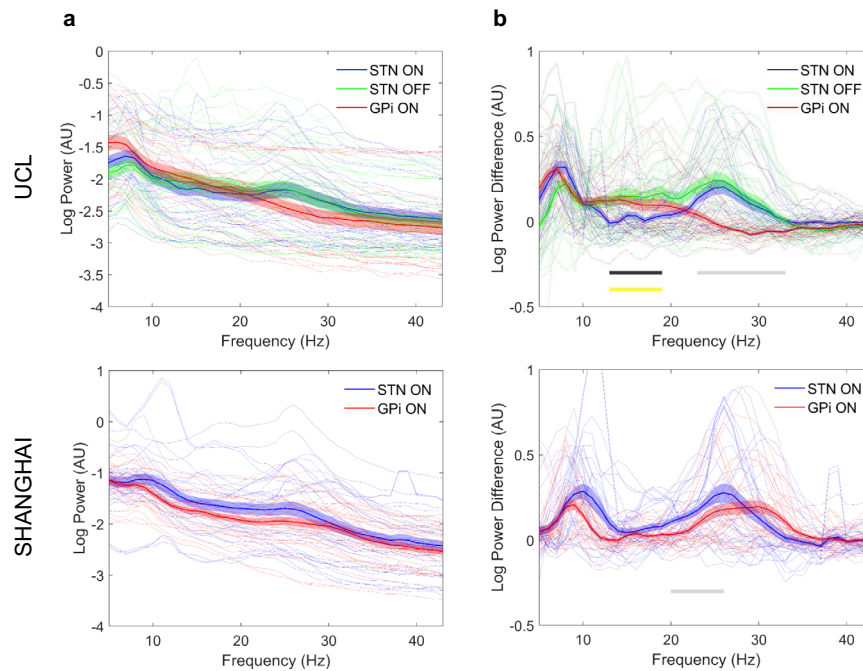 a
b
UCL
0
-0.5
-1
-1.5
-2
-2.5
-3
-3.5
-4
Log Power (AU)
10
20
30
40
Frequency (Hz)
STN ON
STN OFF
GPi ON
1
0.5
0
-0.5
Log Power Difference (AU)
10
20
30
40
Frequency (Hz)
STN ON
STN OFF
GPi ON
SHANGHAI
1
0
-1
-2
-3
-4
Log Power (AU)
10
20
30
40
Frequency (Hz)
STN ON
GPi ON
1
0.5
0
-0.5
Log Power Difference (AU)
10
20
30
40
Frequency (Hz)
STN ON
GPi ON